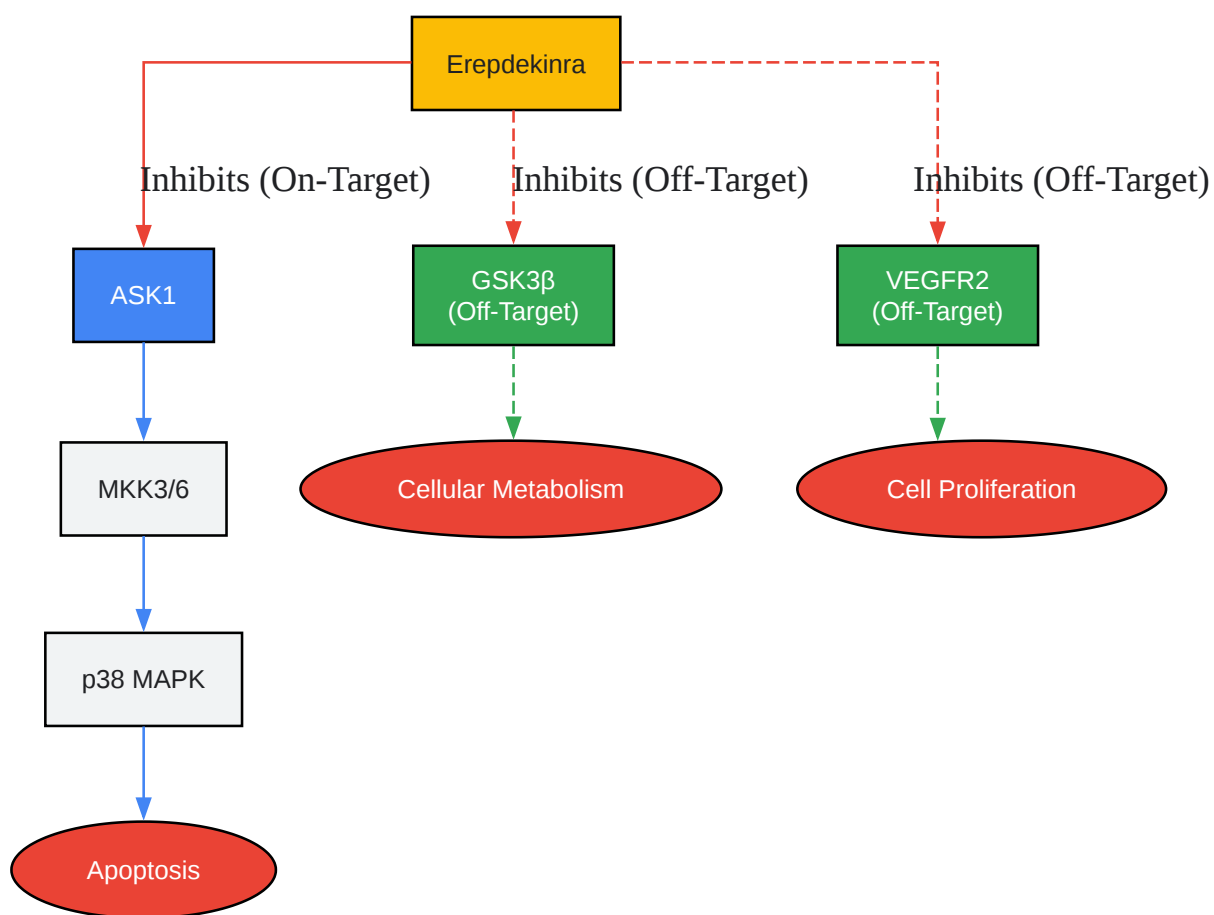 Erepdekinra
Inhibits (On-Target)
Inhibits (Off-Target)
Inhibits (Off-Target)
ASK1
GSK3β
(Off-Target)
VEGFR2
(Off-Target)
MKK3/6
Cellular Metabolism
Cell Proliferation
p38 MAPK
Apoptosis